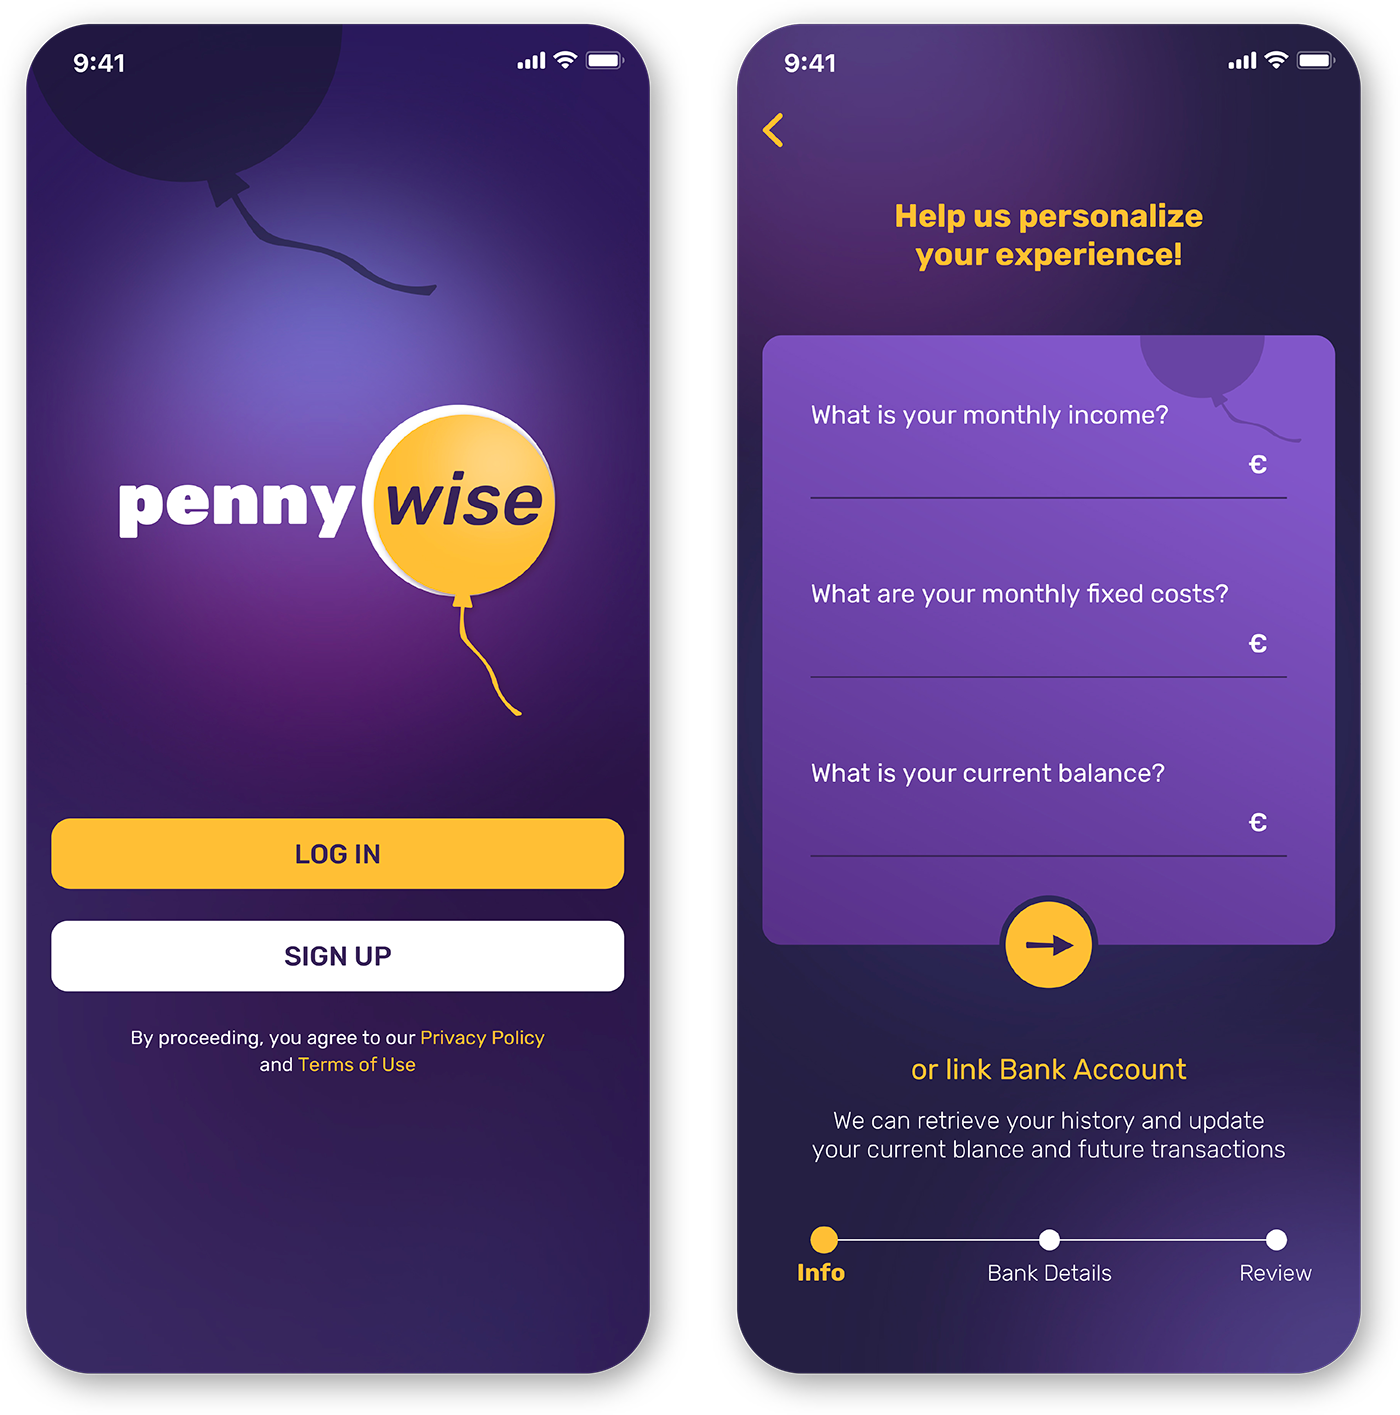 9:41
penny wise
LOG IN
SIGN UP
By proceeding, you agree to our Privacy Policy
and Terms of Use
9:41
Help us personalize
your experience!
What is your monthly income?
€
What are your monthly fixed costs?
€
What is your current balance?
€
or link Bank Account
We can retrieve your history and update
your current blance and future transactions
Info Bank Details Review